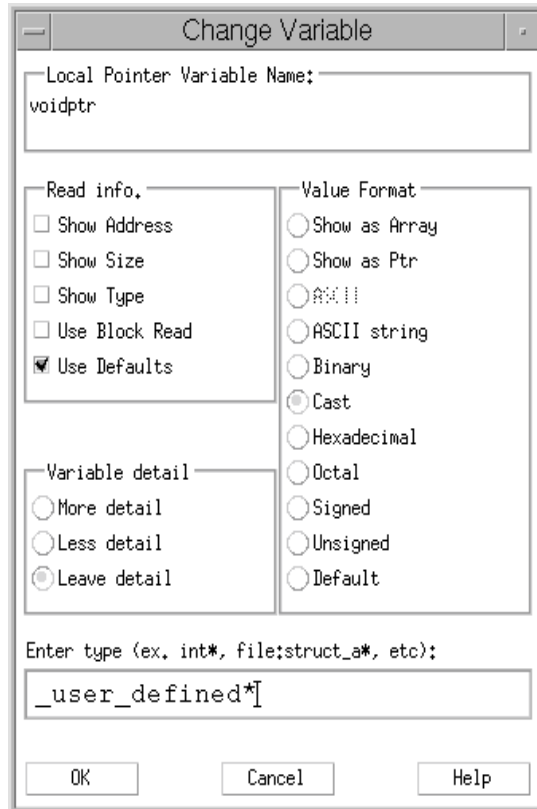 Change Variable
Local Pointer Variable Name:
voidptr
Read info.
Show Address
Show Size
Show Type
Use Block Read
Use Defaults
Variable detail
More detail
Less detail
Leave detail
Value Format
Show as Array
Show as Ptr
ASCII
ASCII string
Binary
Cast
Hexadecimal
Octal
Signed
Unsigned
Default
Enter type (ex. int*, file:struct_a*, etc):
_user_defined*
OK Cancel Help